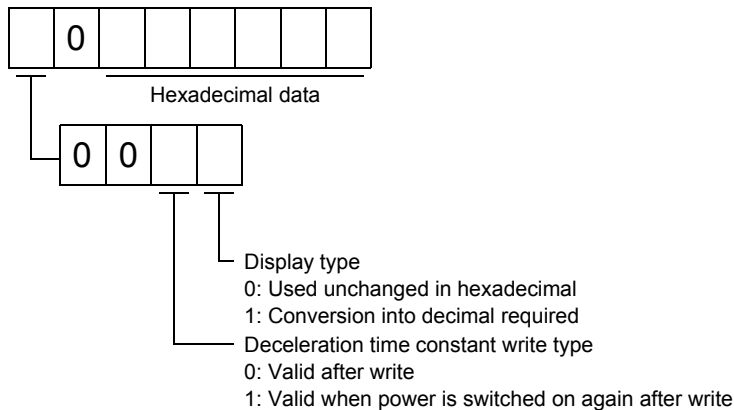 0
Hexadecimal data
0 0
Display type
0: Used unchanged in hexadecimal
1: Conversion into decimal required
Deceleration time constant write type
0: Valid after write
1: Valid when power is switched on again after write